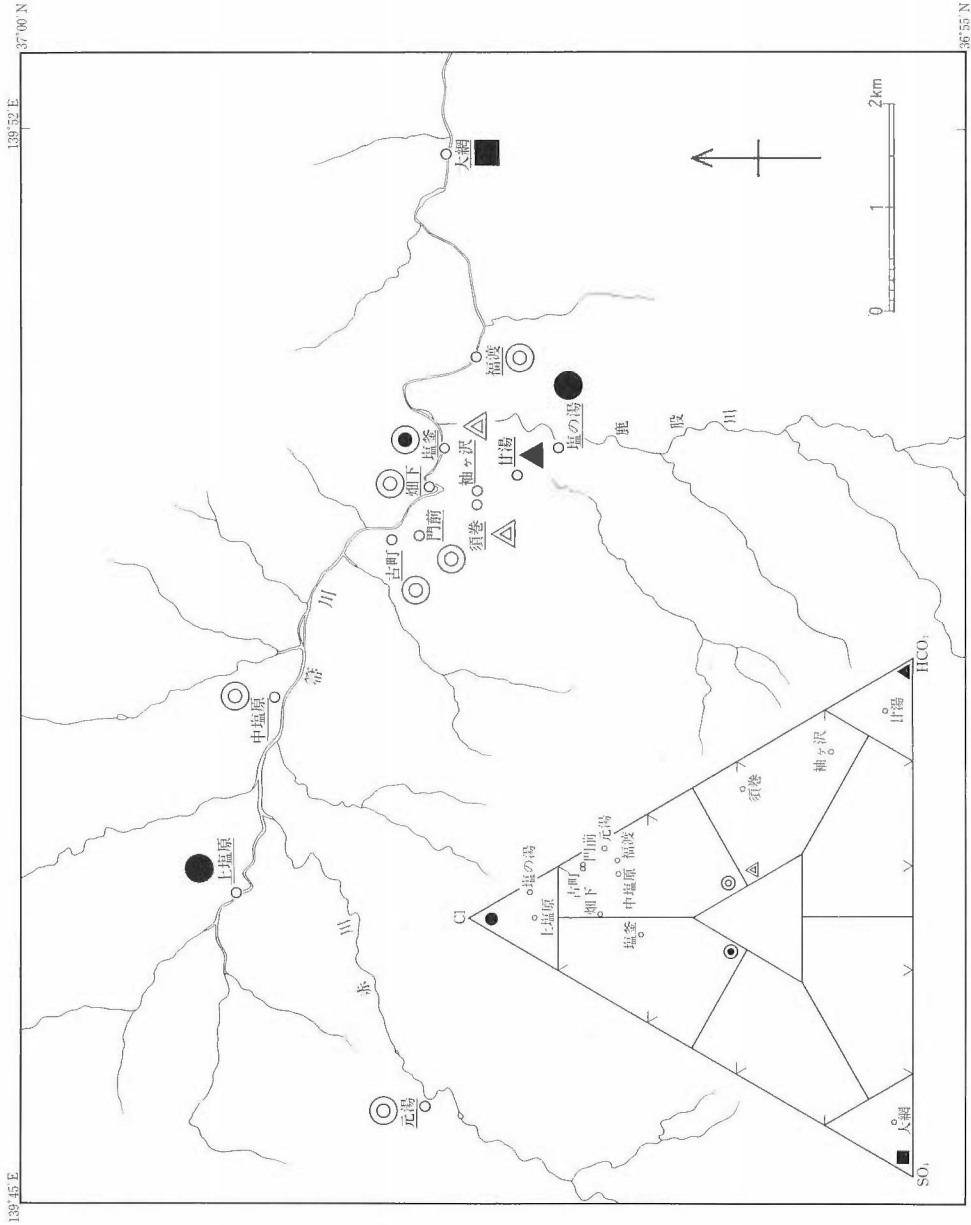 139°45′E
139°52′E
37°00′N
36°55′N
上塩原
中塩原
元湯
赤
川
箒
川
古町
門前
畑下
塩釜
須巻
袖ヶ沢
甘湯
塩の湯
福渡
大網
鹿
股
川
0
1
2km
Cl
塩の湯
上塩原
古町
門前
元湯
畑下
中塩原
福渡
塩釜
須巻
袖ヶ沢
甘湯
大網
SO₄
HCO₃